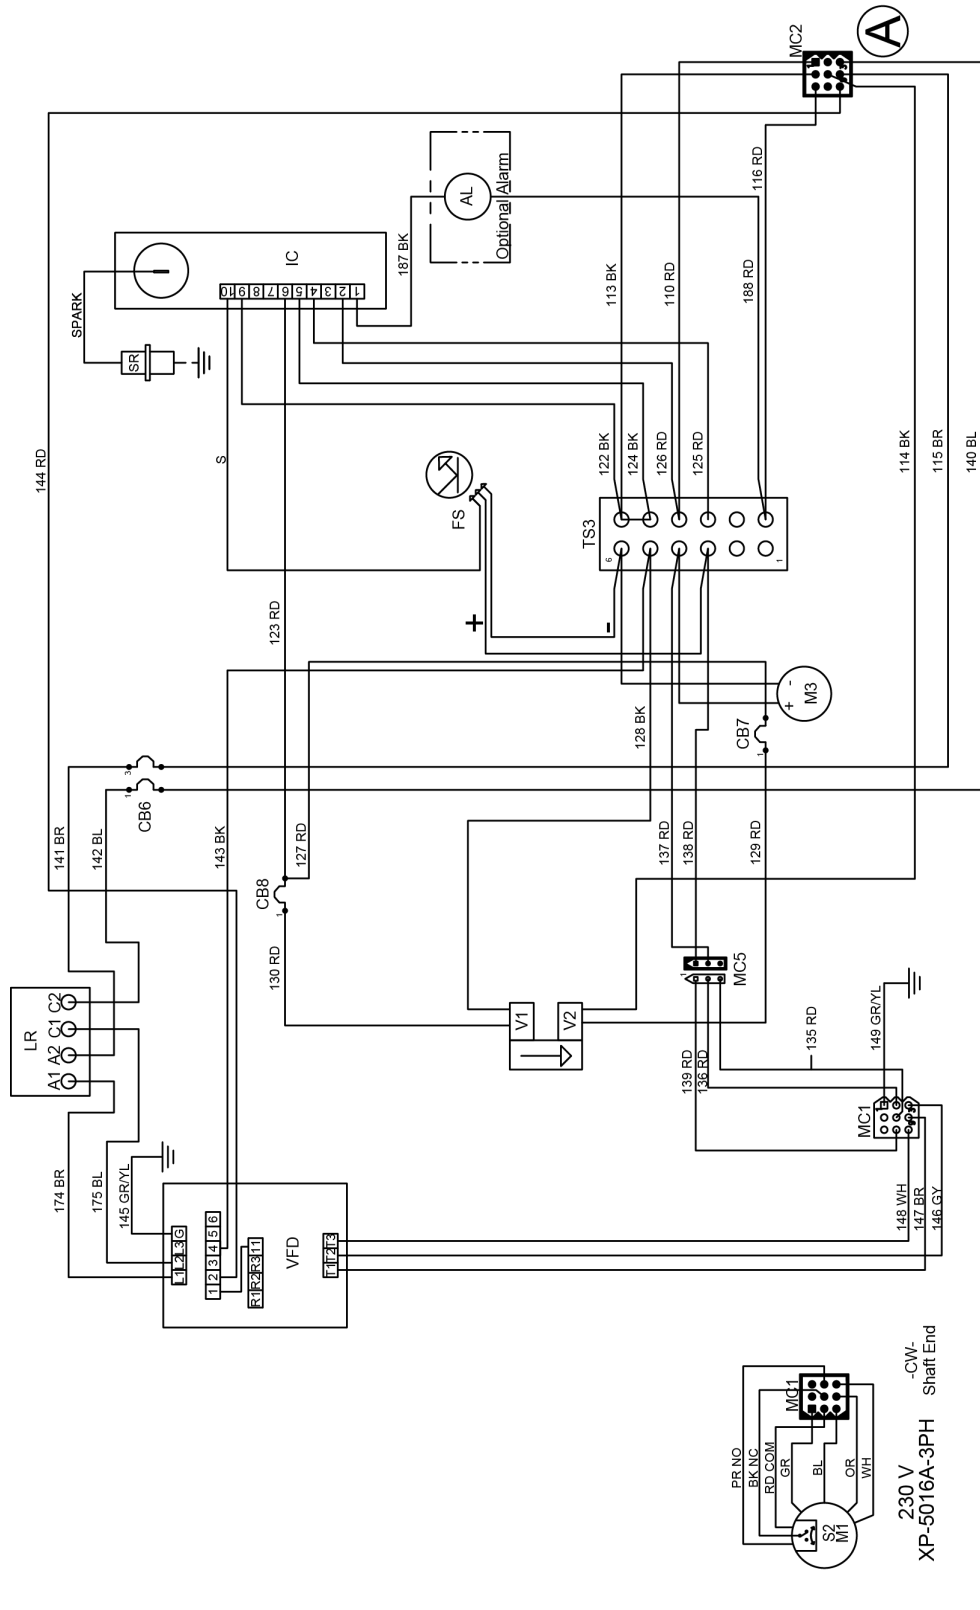 A
MC2
1
3
144 RD
SPARK
SR
IC
10 9 8 7 6 5 4 3 2 1
187 BK
AL
Optional Alarm
116 RD
113 BK
110 RD
188 RD
S
FS
+
-
122 BK
124 BK
126 RD
125 RD
TS3
6
1
114 BK
115 BR
140 BL
123 RD
128 BK
+
-
M3
CB7
1
3
1
CB6
141 BR
142 BL
143 BK
127 RD
CB8
1
130 RD
137 RD
138 RD
129 RD
MC5
1
V1
V2
LR
A1 A2 C1 C2
139 RD
136 RD
135 RD
149 GR/YL
MC1
1
3
174 BR
175 BL
145 GR/YL
L1 L2 L3 G
1 2 3 4 5 6
R1 R2 R3 11
VFD
T1 T2 T3
148 WH
147 BR
146 GY
PR NO
BK NC
RD COM
GR
BL
OR
WH
MC1
S2
M1
230 V
XP-5016A-3PH
-CW-
Shaft End